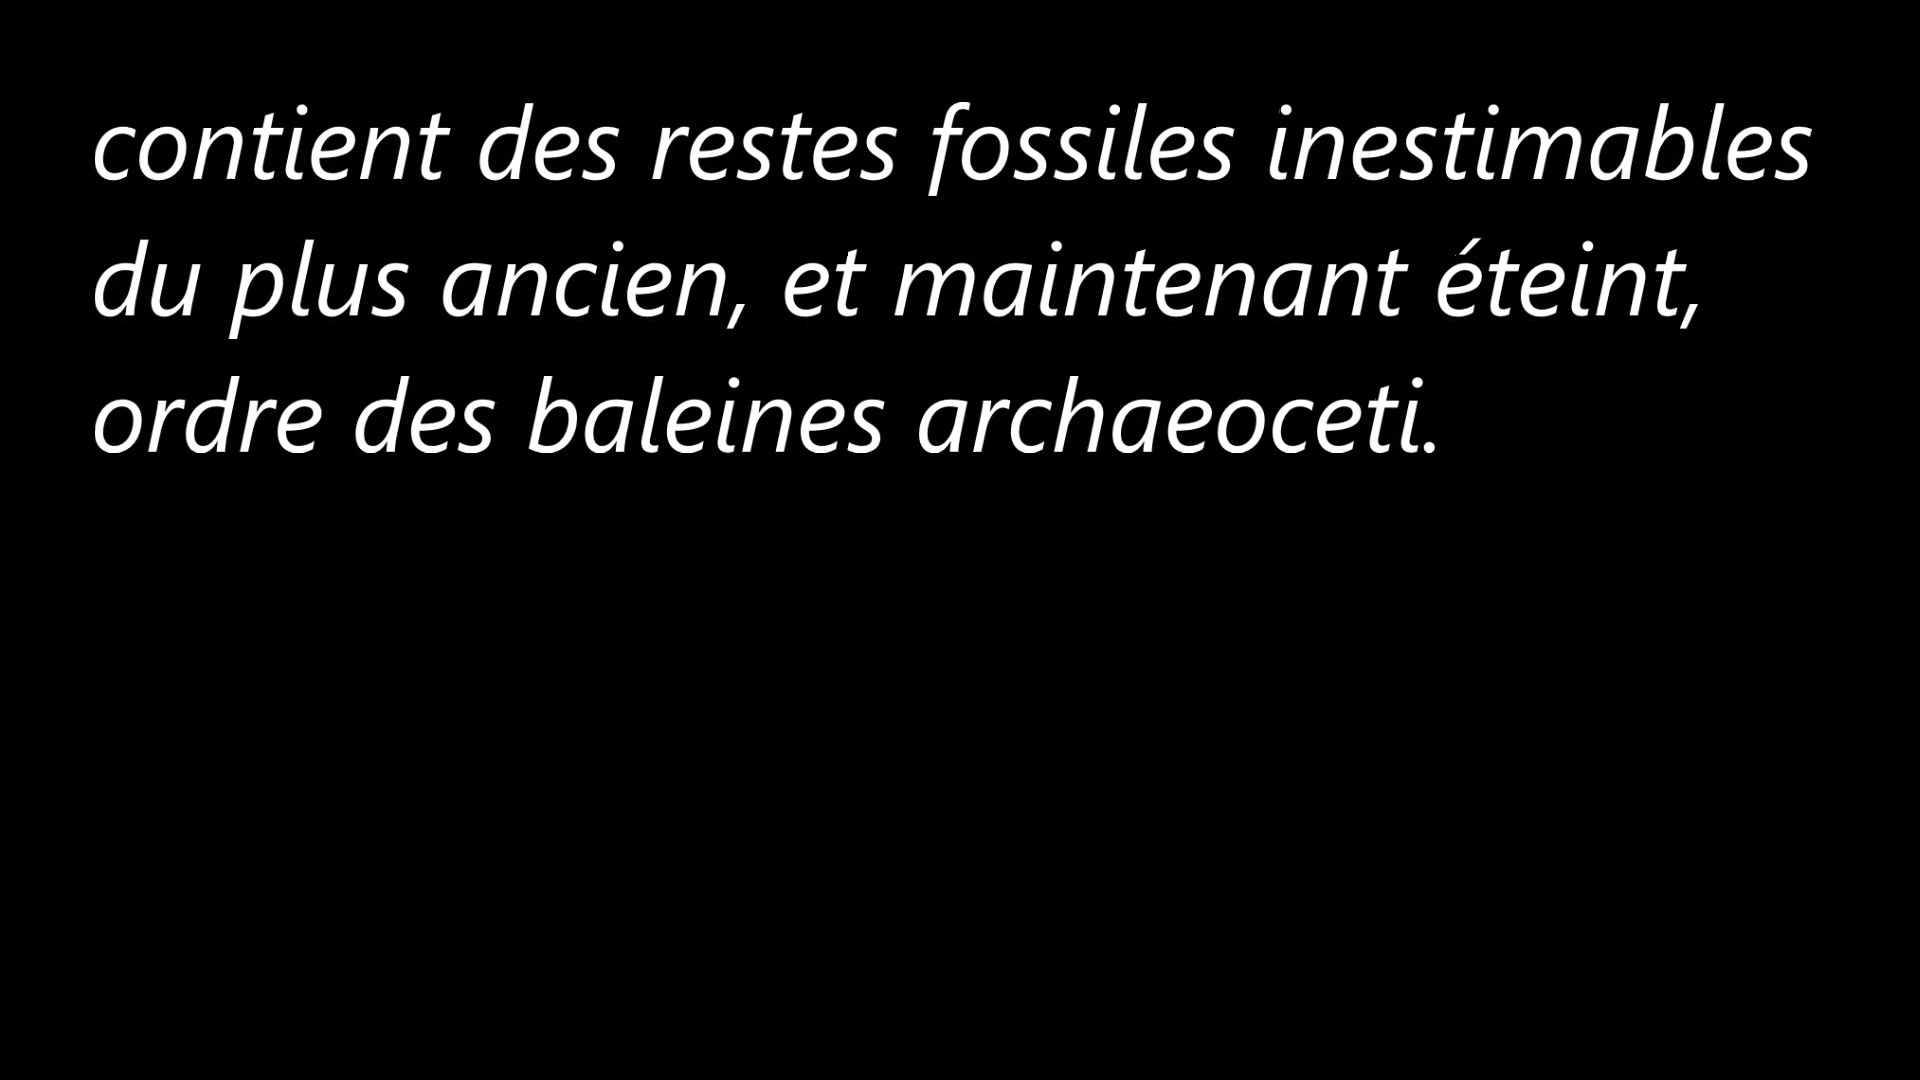 contient des restes fossiles inestimables
du plus ancien, et maintenant éteint,
ordre des baleines archaeoceti.